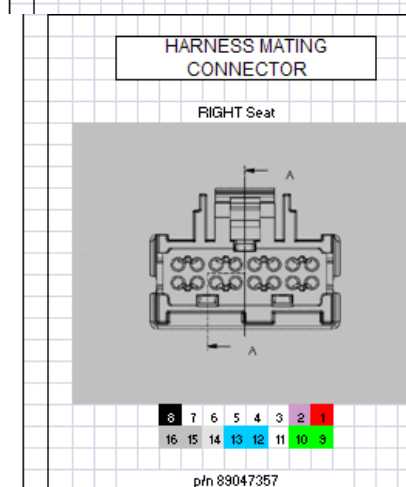 HARNESS MATING
CONNECTOR
RIGHT Seat
A
A
8 7 6 5 4 3 2 1
16 15 14 13 12 11 10 9
p/n 89047357